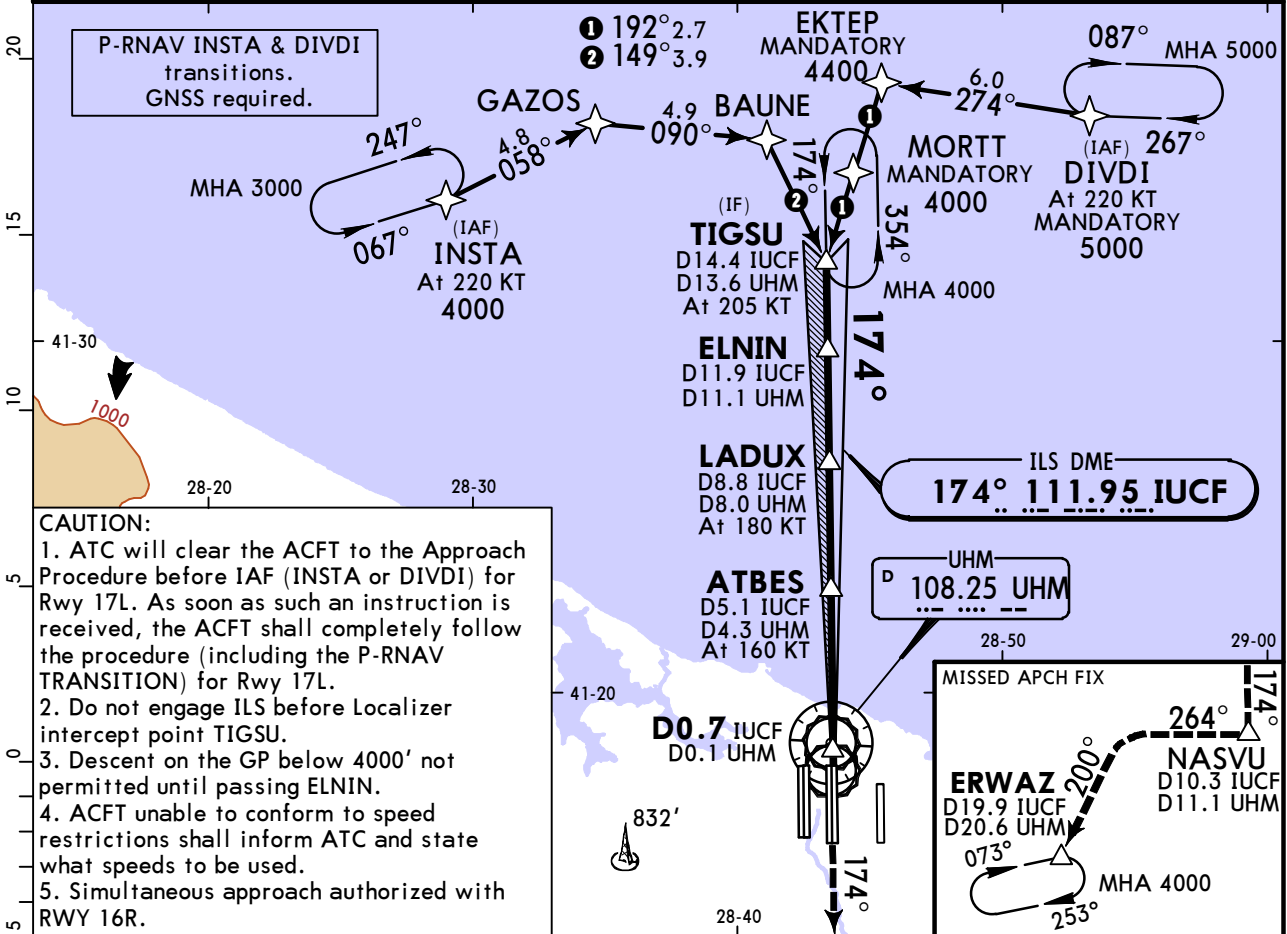 20
15
10
5
0
5
P-RNAV INSTA & DIVDI
transitions.
GNSS required.
❶ 192° 2.7
❷ 149° 3.9
EKTEP
MANDATORY
4400
087°
MHA 5000
6.0
274°
267°
(IAF)
DIVDI
At 220 KT
MANDATORY
5000
GAZOS
4.9
090°
BAUNE
❶
247°
4.8
058°
MHA 3000
067°
(IAF)
INSTA
At 220 KT
4000
174°
MORTT
MANDATORY
4000
❷
❶
354°
MHA 4000
(IF)
TIGSU
D14.4 IUCF
D13.6 UHM
At 205 KT
174°
41-30
ELNIN
D11.9 IUCF
D11.1 UHM
1000
LADUX
D8.8 IUCF
D8.0 UHM
At 180 KT
ILS DME
174° 111.95 IUCF
28-20
28-30
CAUTION:
1. ATC will clear the ACFT to the Approach
Procedure before IAF (INSTA or DIVDI) for
Rwy 17L. As soon as such an instruction is
received, the ACFT shall completely follow
the procedure (including the P-RNAV
TRANSITION) for Rwy 17L.
2. Do not engage ILS before Localizer
intercept point TIGSU.
3. Descent on the GP below 4000' not
permitted until passing ELNIN.
4. ACFT unable to conform to speed
restrictions shall inform ATC and state
what speeds to be used.
5. Simultaneous approach authorized with
RWY 16R.
ATBES
D5.1 IUCF
D4.3 UHM
At 160 KT
UHM
D 108.25 UHM
28-50
29-00
41-20
D0.7 IUCF
D0.1 UHM
832'
174°
28-40
MISSED APCH FIX
174°
264°
200°
NASVU
D10.3 IUCF
D11.1 UHM
ERWAZ
D19.9 IUCF
D20.6 UHM
073°
MHA 4000
253°